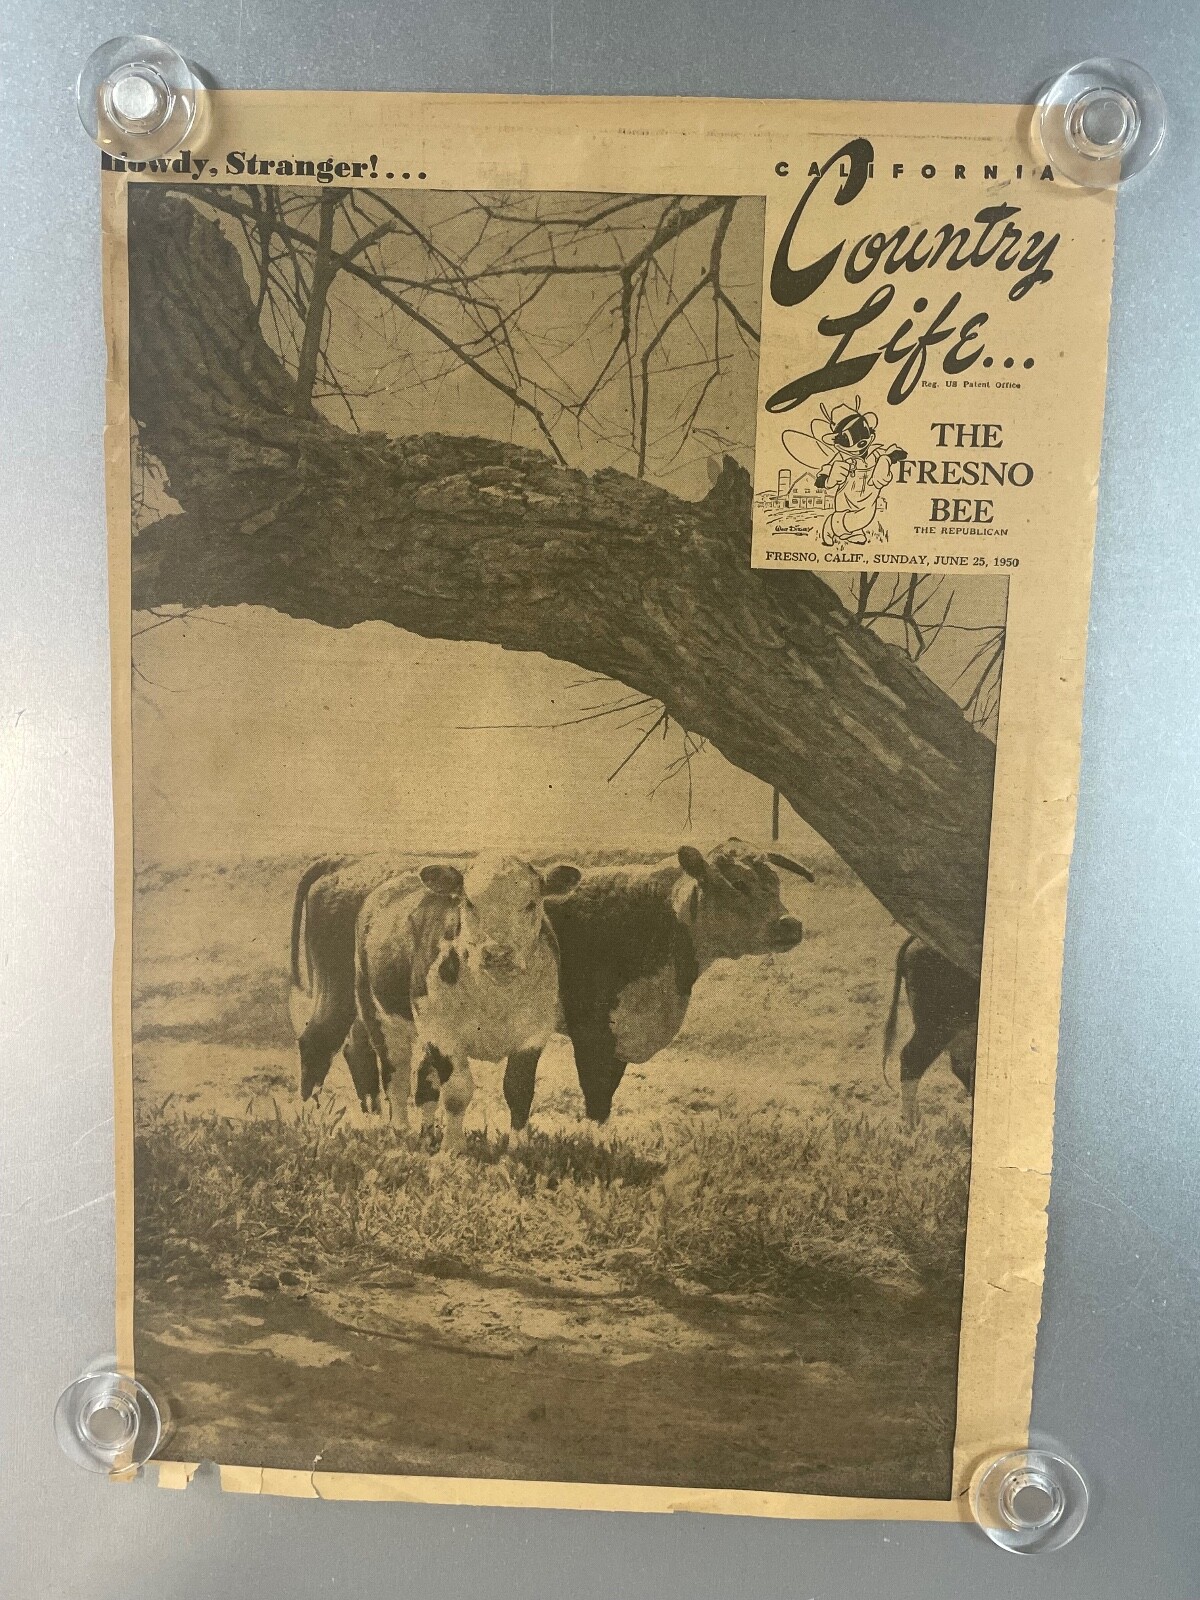 Howdy, Stranger!....
CALIFORNIA
Country
Life...
Reg. US Patent Office
THE
FRESNO
BEE
THE REPUBLICAN
Walt Disney
FRESNO, CALIF., SUNDAY, JUNE 25, 1950